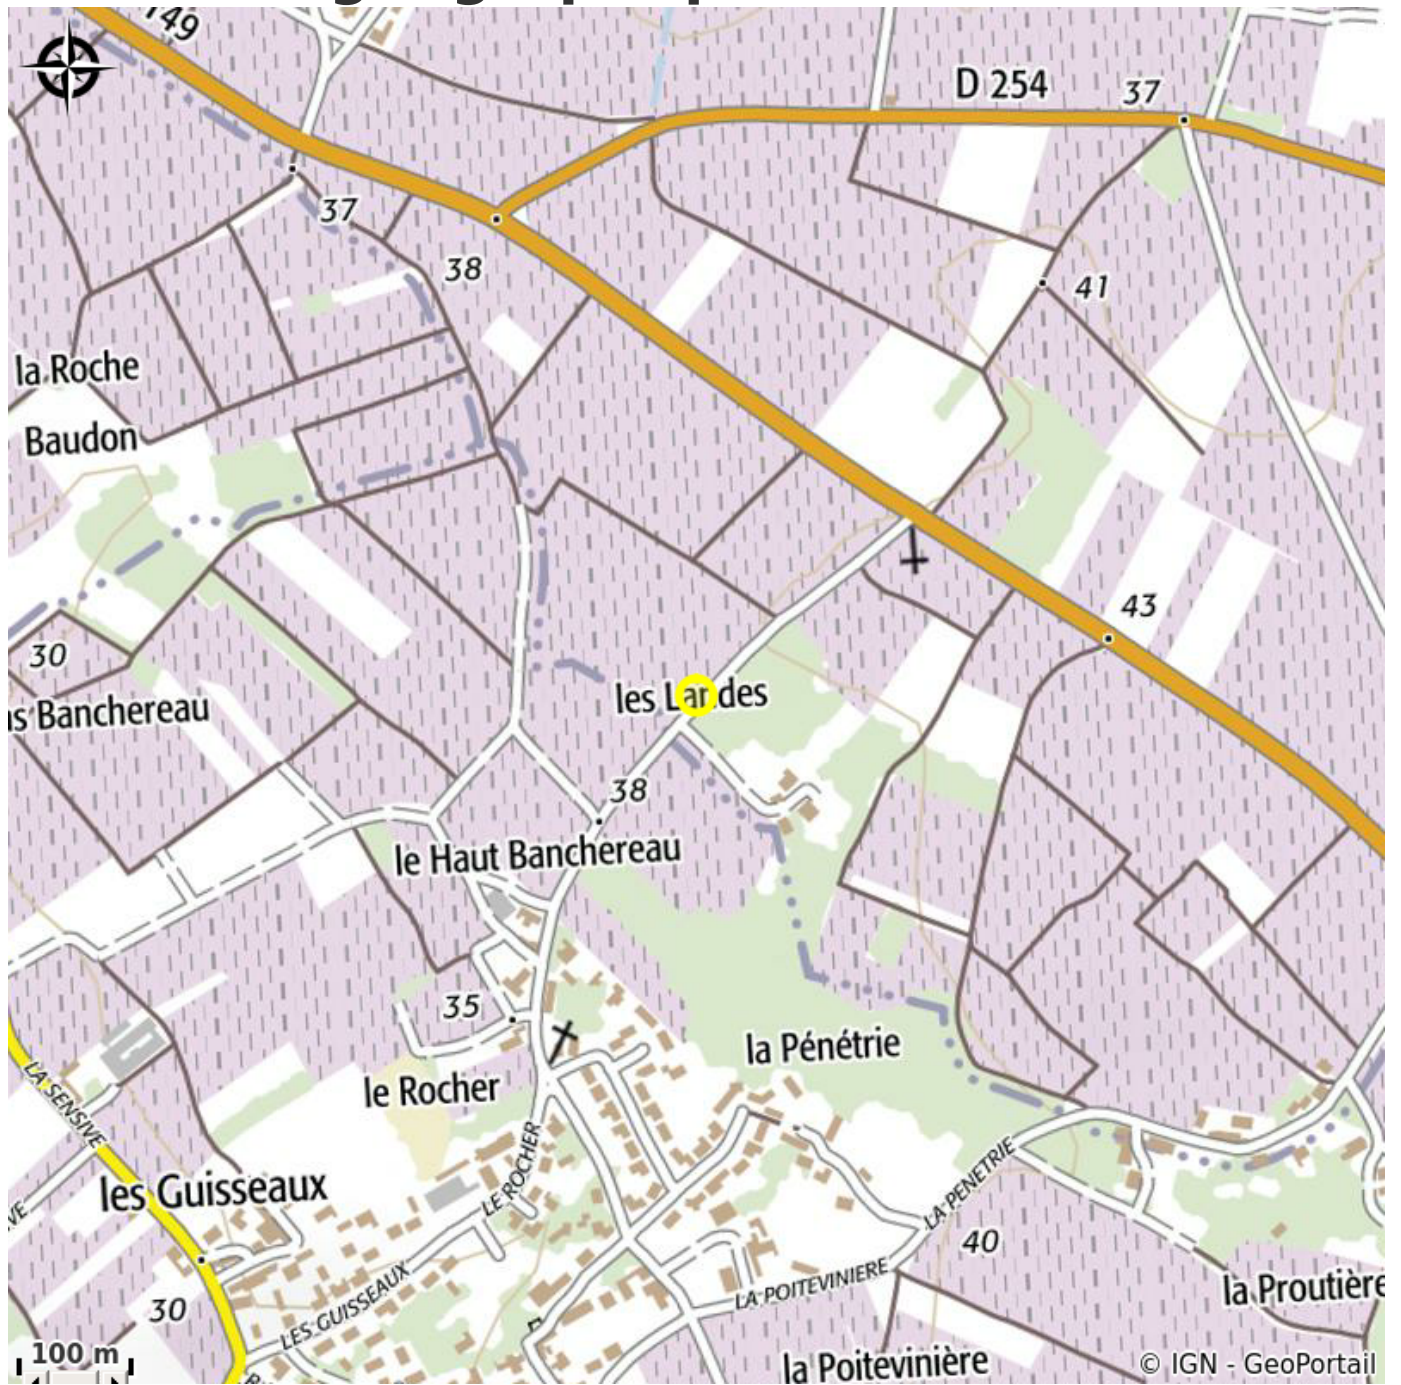 149
D 254
37
37
38
41
la Roche
Baudon
43
30
as Banchereau
les Landes
38
le Haut Banchereau
35
la Pénétrie
le Rocher
LA SENSIVE
LE ROCHER
LA PENETRIE
les Guisseaux
VE
40
LES GUISSEAUX
LA POITEVINIERE
la Proutière
30
100 m
la Poitevinière
© IGN - GeoPortail